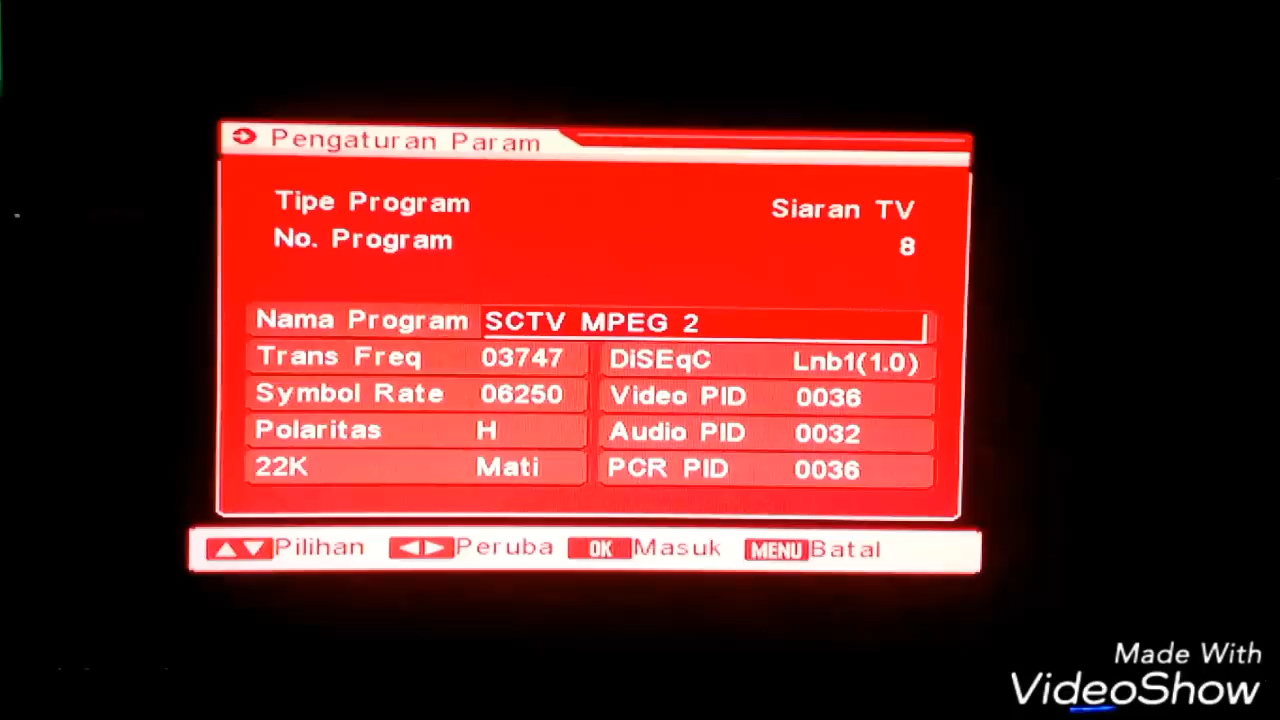 Pengaturan Param
Tipe Program Siaran TV
No. Program 8
Nama Program SCTV MPEG 2
Trans Freq 03747 DiSEqC Lnb1(1.0)
Symbol Rate 06250 Video PID 0036
Polaritas H Audio PID 0032
22K Mati PCR PID 0036
Pilihan Peruba OK Masuk MENU Batal
Made With
VideoShow